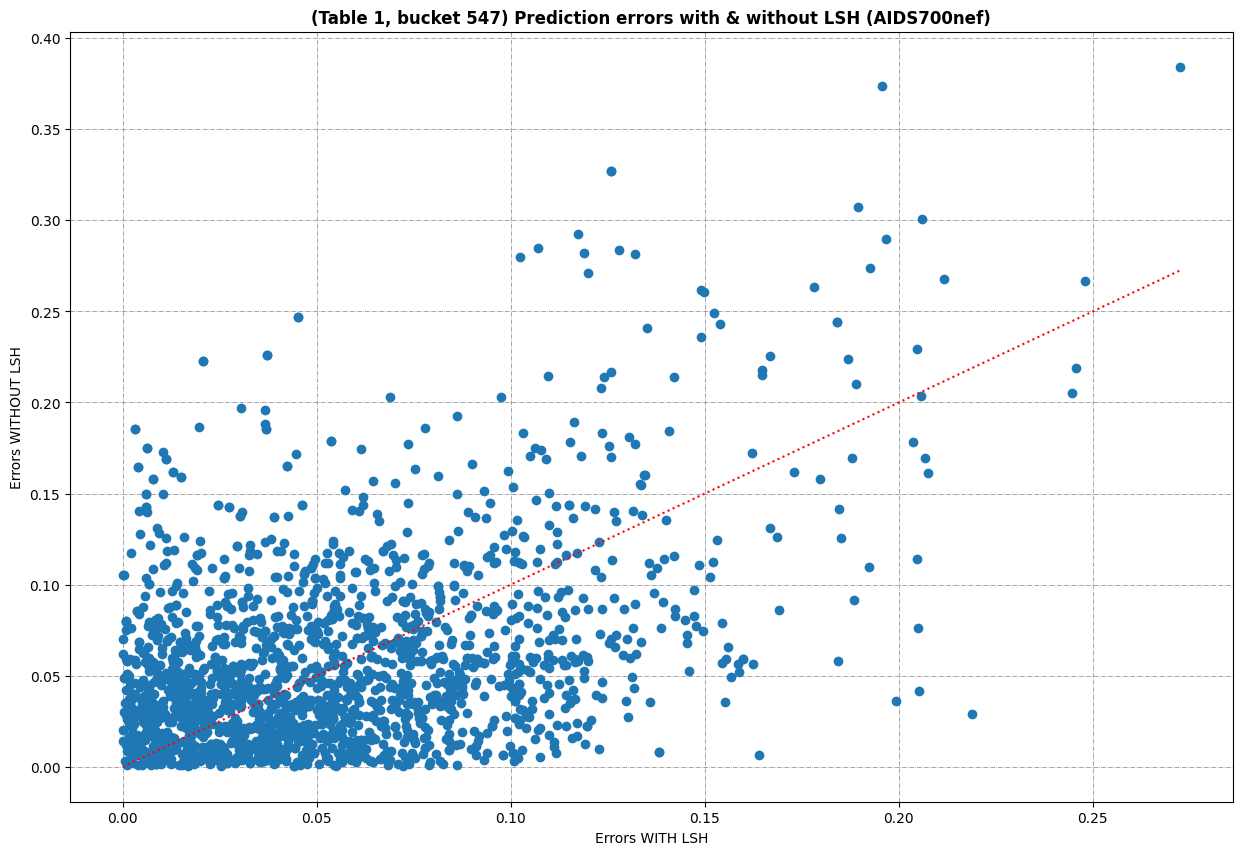 (Table 1, bucket 547) Prediction errors with & without LSH (AIDS700nef)
0.40
0.35
0.30
0.25
0.20
0.15
0.10
0.05
0.00
Errors WITHOUT LSH
0.00 0.05 0.10 0.15 0.20 0.25
Errors WITH LSH